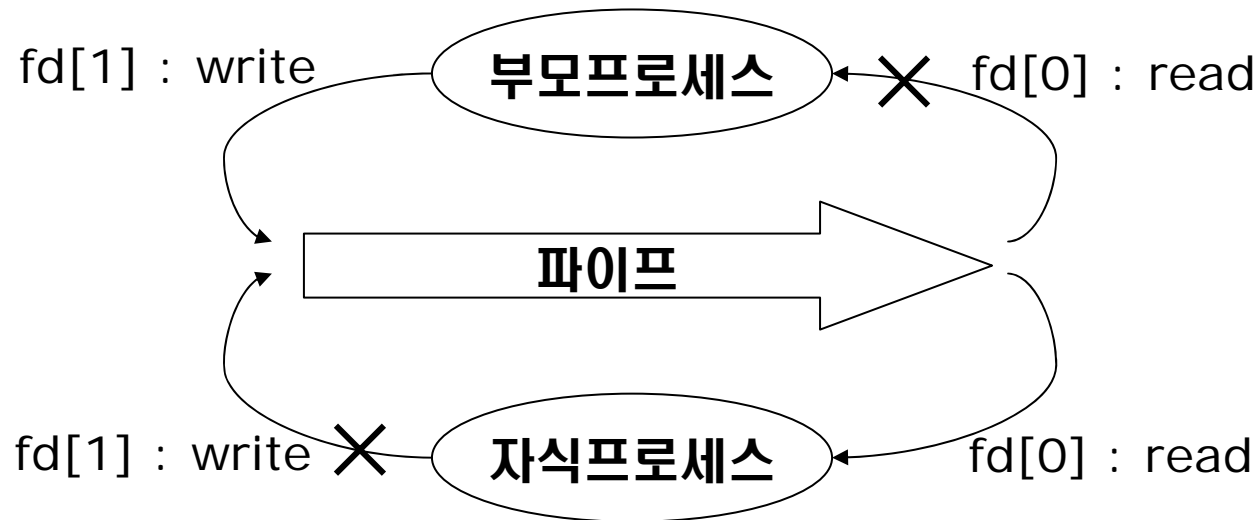 fd[1] : write 부모프로세스 fd[0] : read
파이프
fd[1] : write 자식프로세스 fd[0] : read